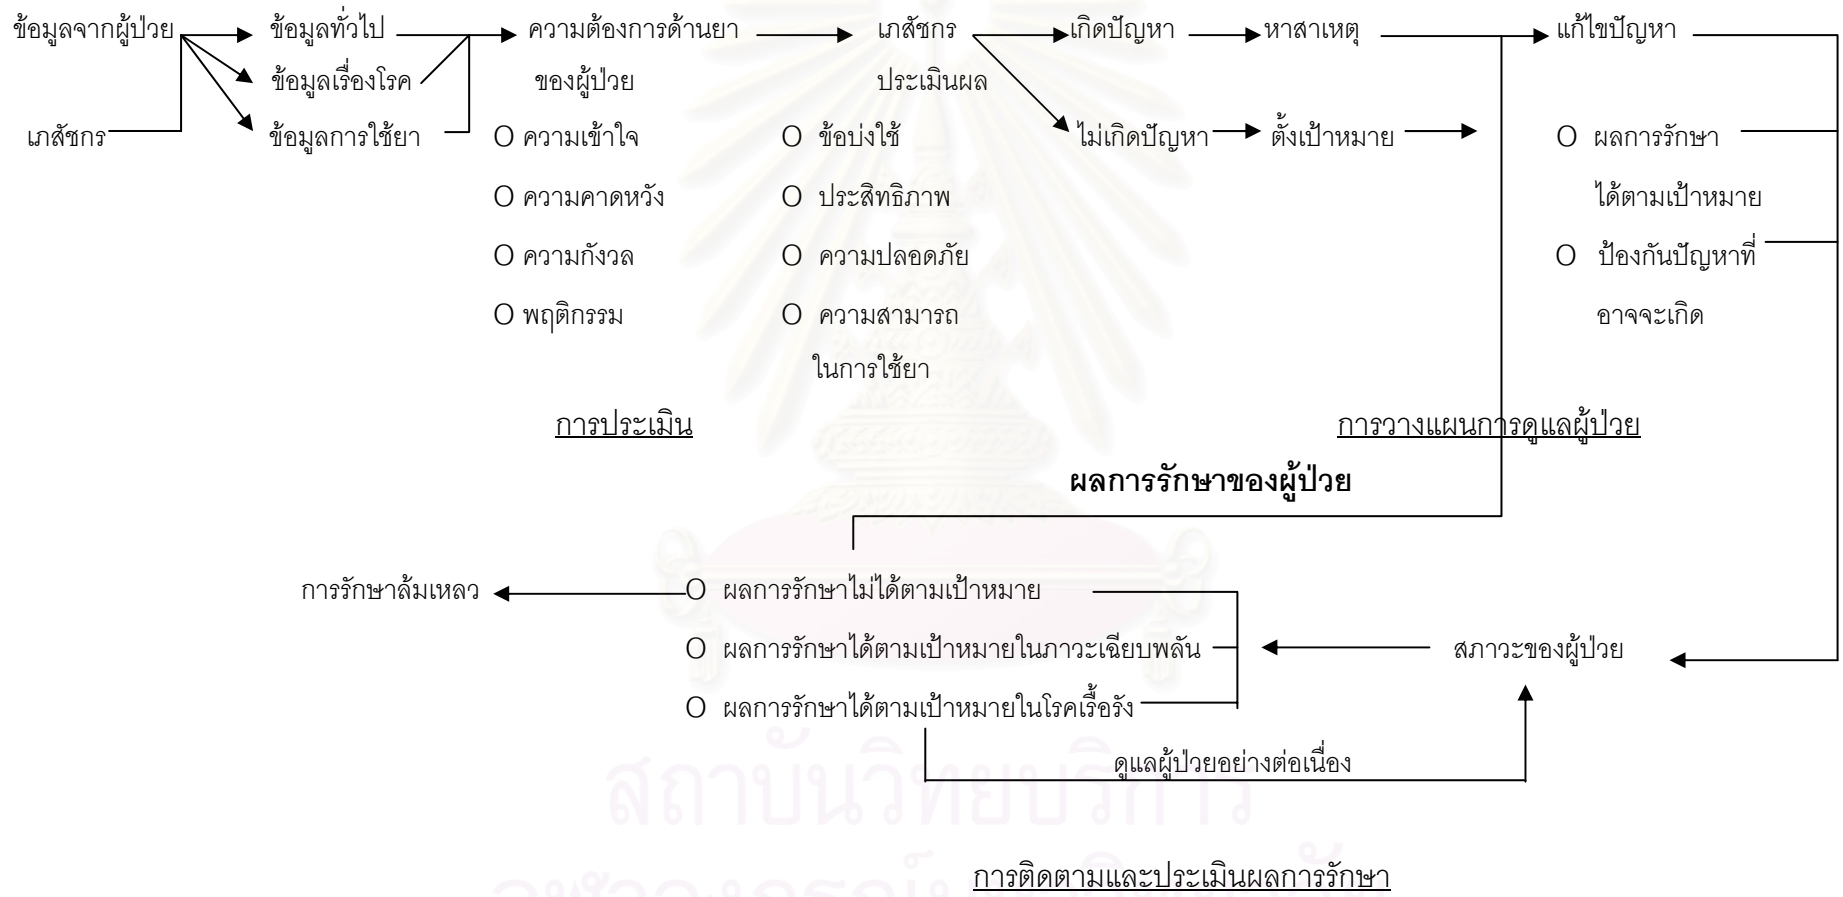 ข้อมูลจากผู้ป่วย ข้อมูลทั่วไป ความต้องการด้านยา เภสัชกร เกิดปัญหา หาสาเหตุ แก้ไขปัญหา
ข้อมูลเรื่องโรค ของผู้ป่วย ประเมินผล
เภสัชกร ข้อมูลการใช้ยา O ความเข้าใจ O ข้อบ่งใช้ ไม่เกิดปัญหา ตั้งเป้าหมาย O ผลการรักษา
O ความคาดหวัง O ประสิทธิภาพ ได้ตามเป้าหมาย
O ความกังวล O ความปลอดภัย O ป้องกันปัญหาที่
O พฤติกรรม O ความสามารถ อาจจะเกิด
ในการใช้ยา
การประเมิน การวางแผนการดูแลผู้ป่วย
ผลการรักษาของผู้ป่วย
การรักษาล้มเหลว O ผลการรักษาไม่ได้ตามเป้าหมาย
O ผลการรักษาได้ตามเป้าหมายในภาวะเฉียบพลัน สภาวะของผู้ป่วย
O ผลการรักษาได้ตามเป้าหมายในโรคเรื้อรัง
ดูแลผู้ป่วยอย่างต่อเนื่อง
สถาบันวิทยบริการ
การติดตามและประเมินผลการรักษา